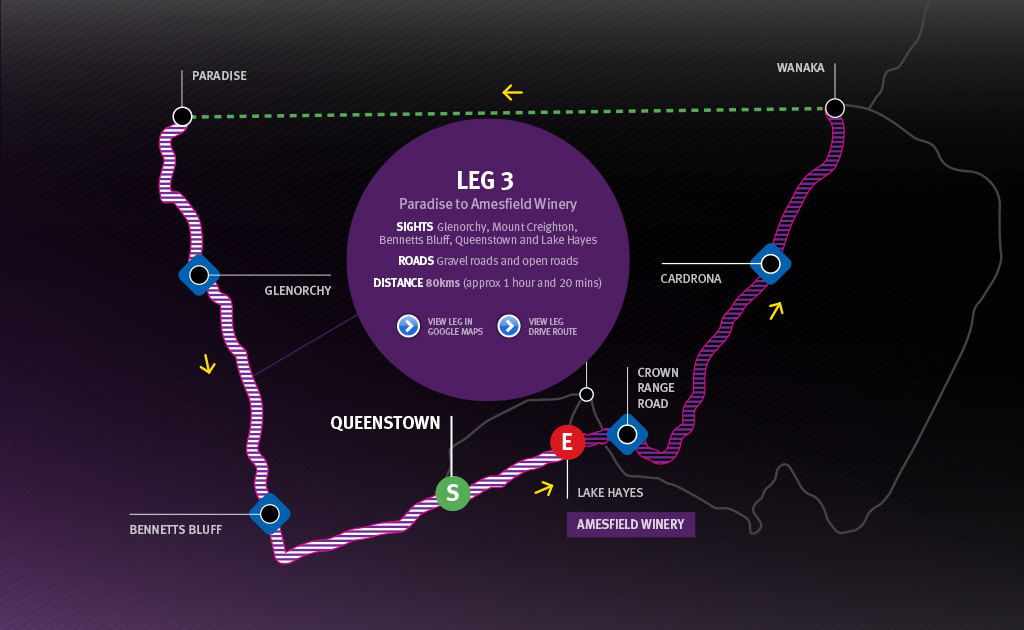 PARADISE
WANAKA
LEG 3
Paradise to Amesfield Winery
SIGHTS Glenorchy, Mount Creighton,
Bennetts Bluff, Queenstown and Lake Hayes
ROADS Gravel roads and open roads
DISTANCE 80kms (approx 1 hour and 20 mins)
VIEW LEG IN
GOOGLE MAPS
VIEW LEG
DRIVE ROUTE
GLENORCHY
CARDRONA
CROWN
RANGE
ROAD
QUEENSTOWN
E
S
LAKE HAYES
AMESFIELD WINERY
BENNETTS BLUFF